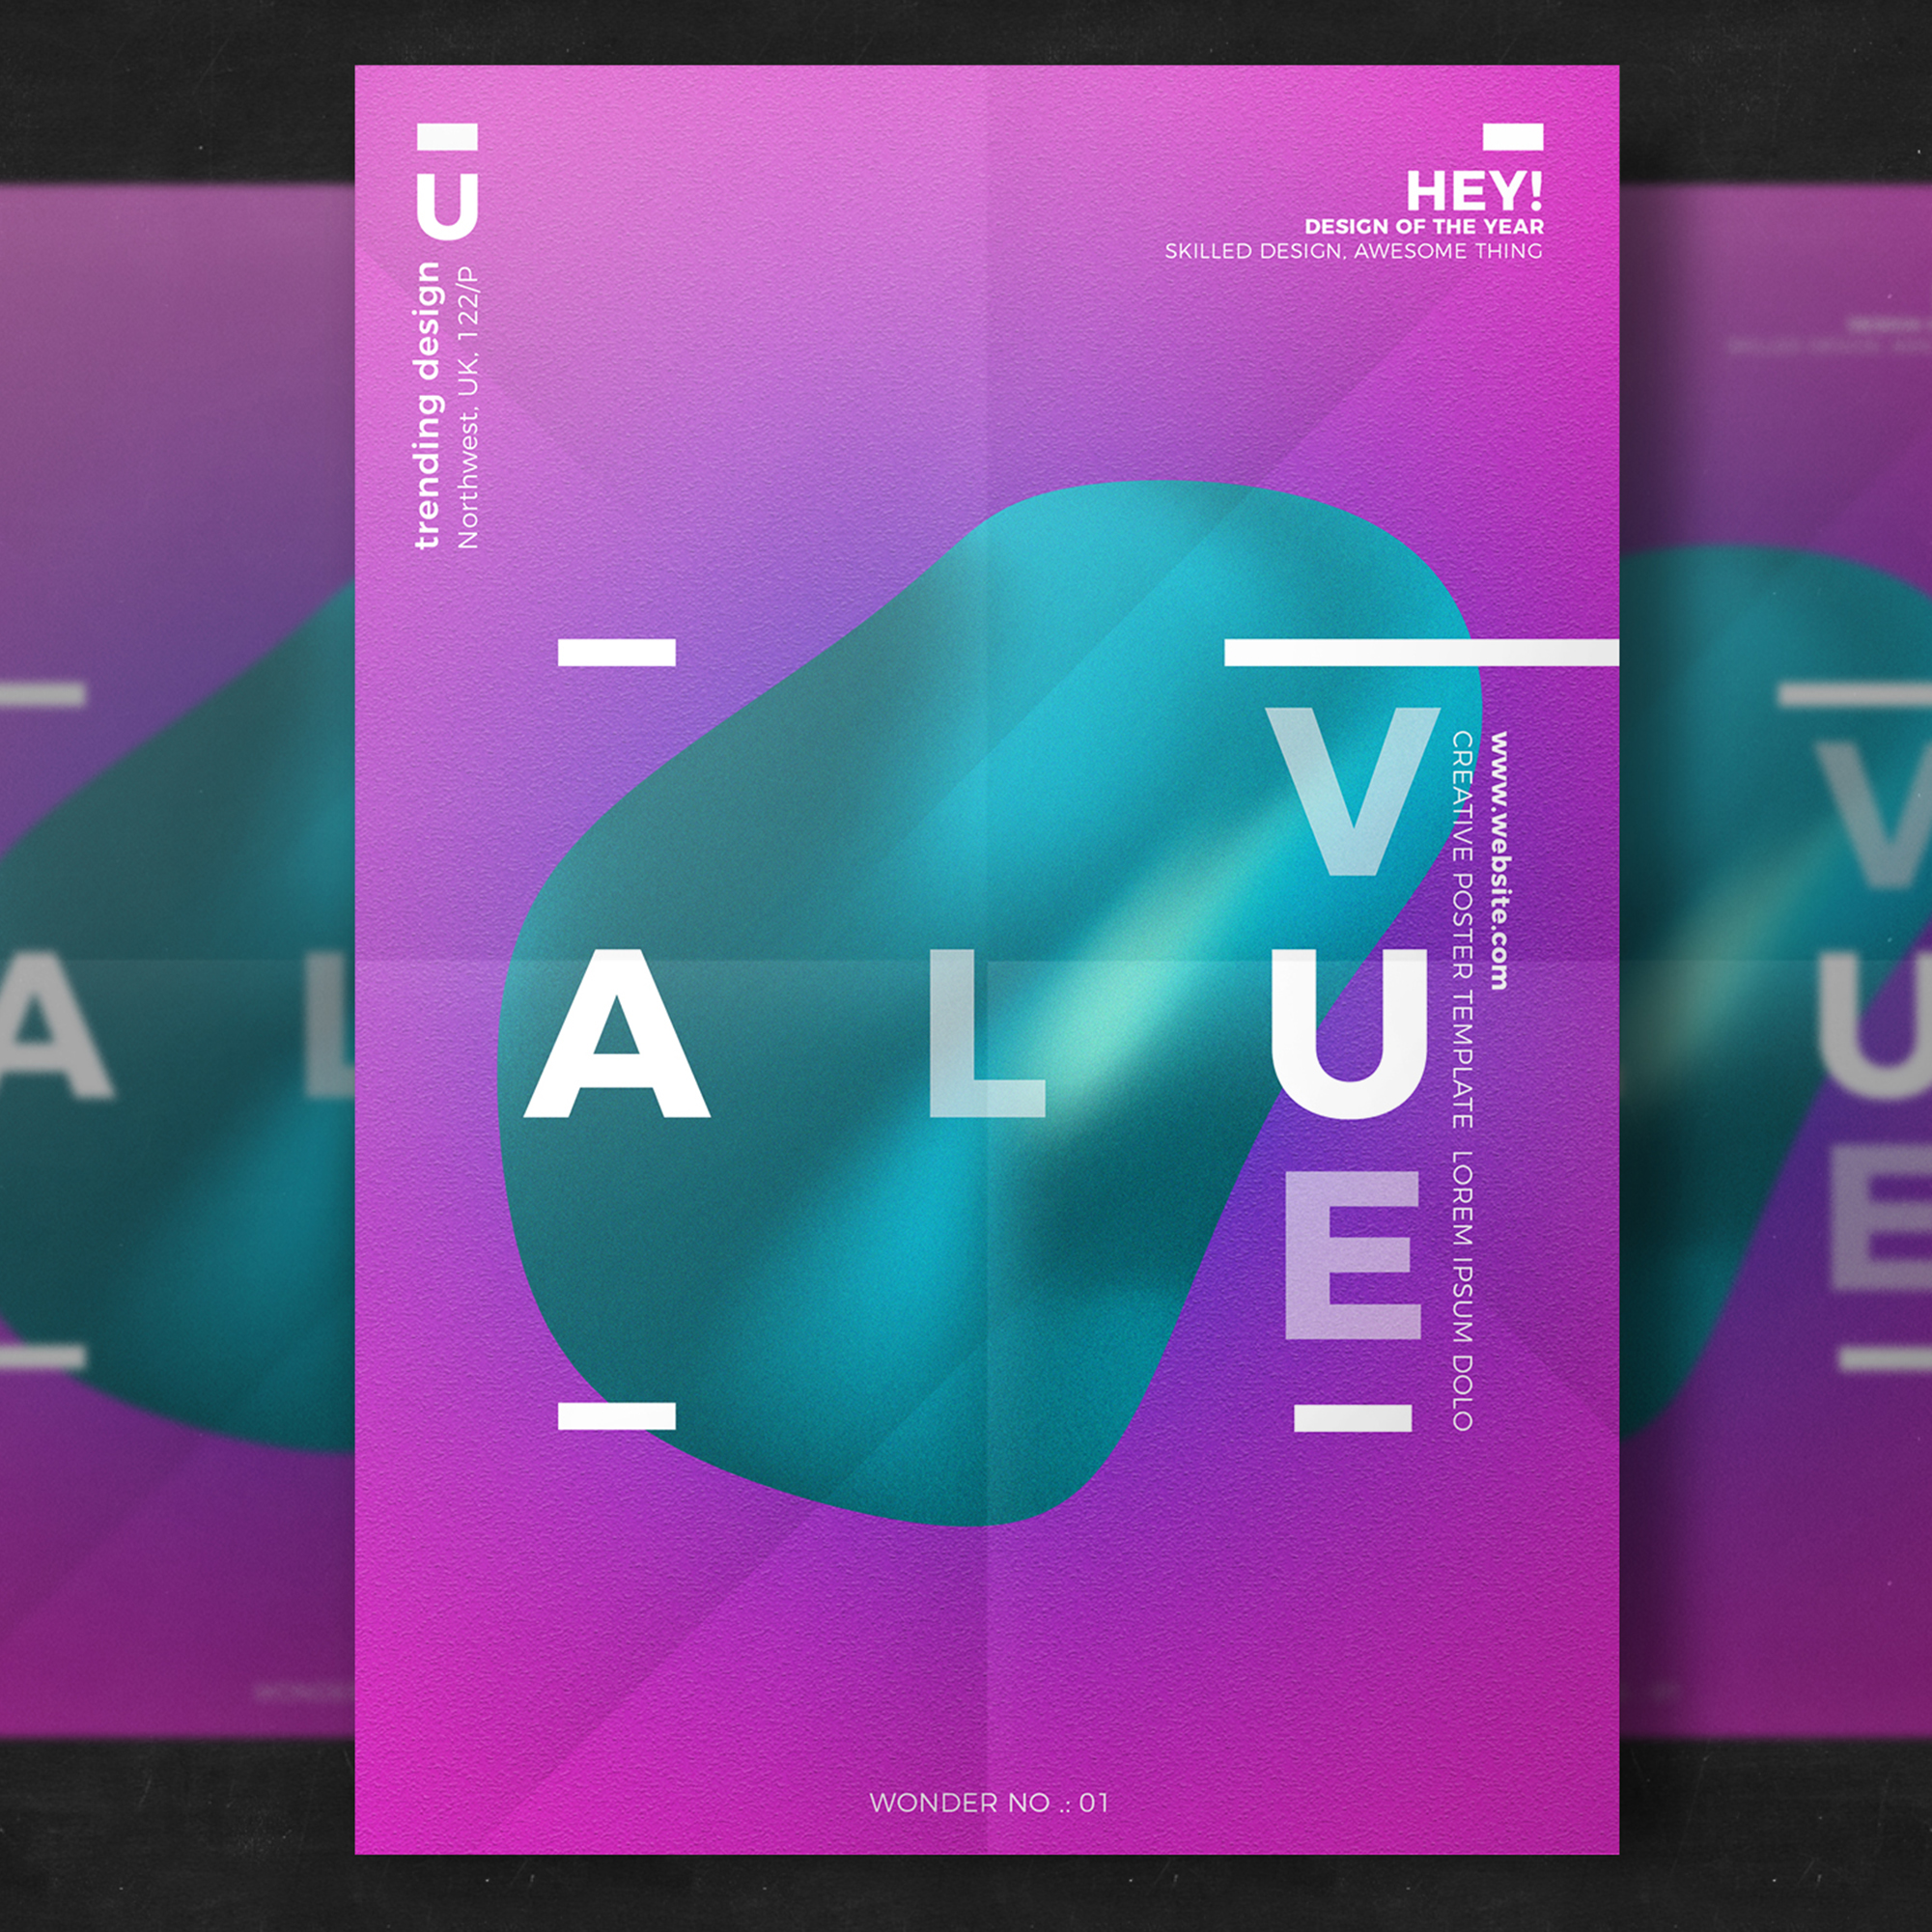 U
trending design
Northwest, UK, 122/P
HEY!
DESIGN OF THE YEAR
SKILLED DESIGN, AWESOME THING
V
A L U
E
www.website.com
CREATIVE POSTER TEMPLATE LOREM IPSUM DOLO
WONDER NO .: 01
A L
V
U
E
WONDER